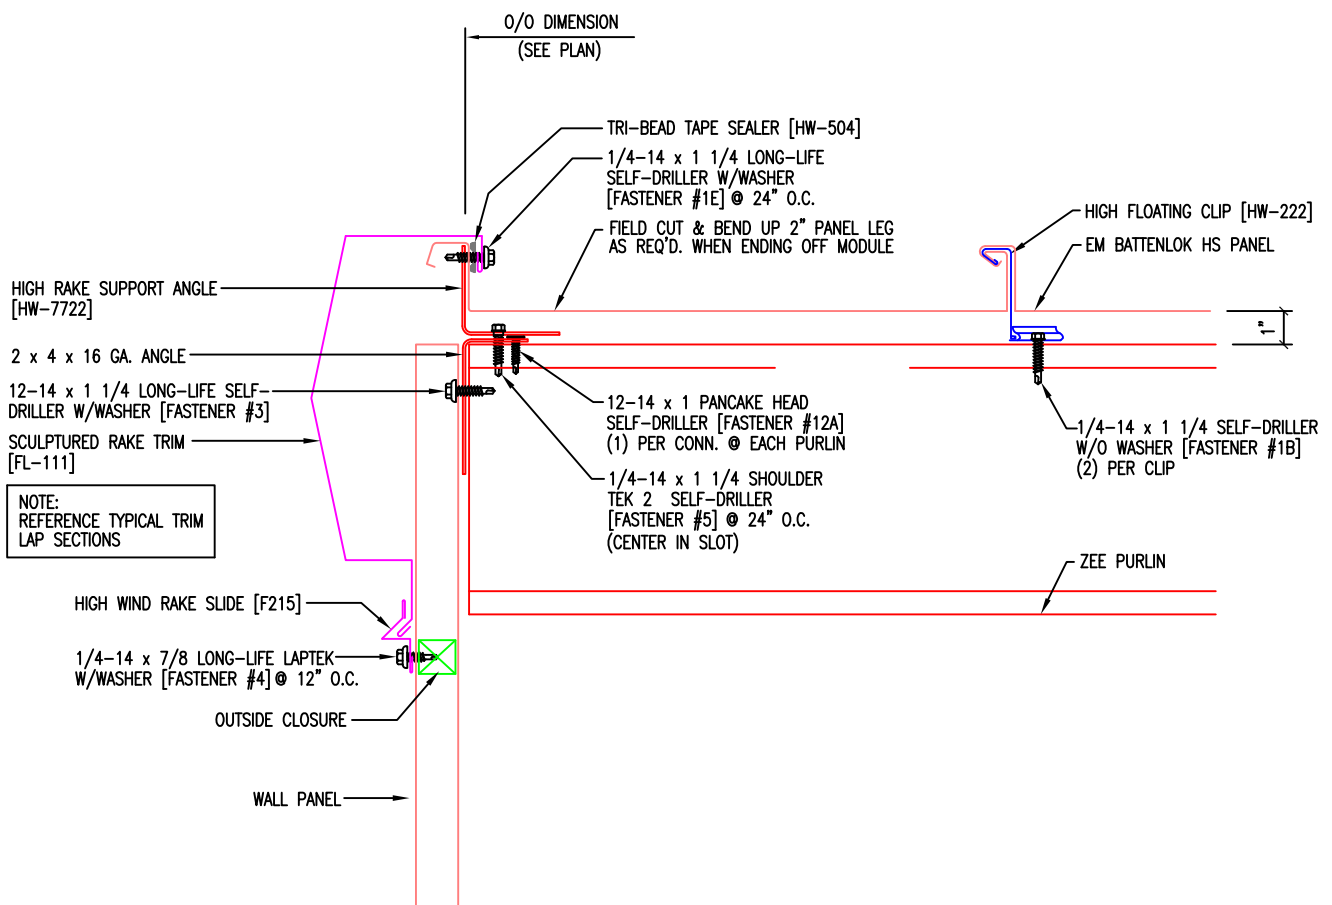 O/O DIMENSION
(SEE PLAN)
TRI-BEAD TAPE SEALER [HW-504]
1/4-14 x 1 1/4 LONG-LIFE
SELF-DRILLER W/WASHER
[FASTENER #1E] @ 24" O.C.
FIELD CUT & BEND UP 2" PANEL LEG
AS REQ'D. WHEN ENDING OFF MODULE
HIGH FLOATING CLIP [HW-222]
EM BATTENLOK HS PANEL
1"
HIGH RAKE SUPPORT ANGLE
[HW-7722]
2 x 4 x 16 GA. ANGLE
12-14 x 1 1/4 LONG-LIFE SELF-
DRILLER W/WASHER [FASTENER #3]
SCULPTURED RAKE TRIM
[FL-111]
NOTE:
REFERENCE TYPICAL TRIM
LAP SECTIONS
12-14 x 1 PANCAKE HEAD
SELF-DRILLER [FASTENER #12A]
(1) PER CONN. @ EACH PURLIN
1/4-14 x 1 1/4 SHOULDER
TEK 2 SELF-DRILLER
[FASTENER #5] @ 24" O.C.
(CENTER IN SLOT)
1/4-14 x 1 1/4 SELF-DRILLER
W/O WASHER [FASTENER #1B]
(2) PER CLIP
ZEE PURLIN
HIGH WIND RAKE SLIDE [F215]
1/4-14 x 7/8 LONG-LIFE LAPTEK
W/WASHER [FASTENER #4] @ 12" O.C.
OUTSIDE CLOSURE
WALL PANEL